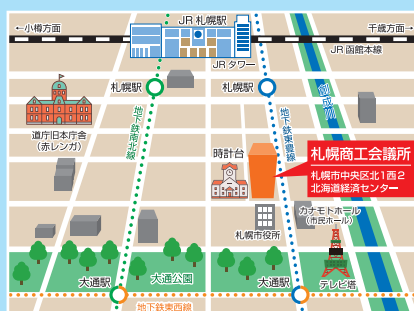 ←小樽方面
JR 札幌駅
千歳方面→
JR 函館本線
JRタワー
札幌駅
札幌駅
創成川
地下鉄南北線
地下鉄東豊線
道庁旧本庁舎
(赤レンガ)
時計台
札幌商工会議所
札幌市中央区北1西2
北海道経済センター
カナモトホール
(市民ホール)
札幌市役所
大通駅
大通公園
大通駅
テレビ塔
地下鉄東西線